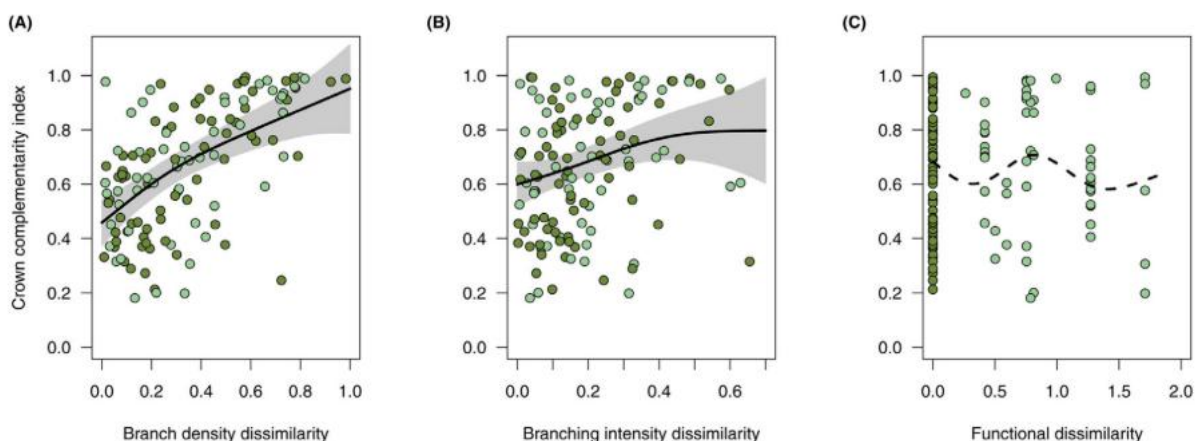 (A)
(B)
(C)
Crown complementarity index
1.0
0.8
0.6
0.4
0.2
0.0
0.0 0.2 0.4 0.6 0.8 1.0
Branch density dissimilarity
1.0
0.8
0.6
0.4
0.2
0.0
0.0 0.2 0.4 0.6
Branching intensity dissimilarity
1.0
0.8
0.6
0.4
0.2
0.0
0.0 0.5 1.0 1.5 2.0
Functional dissimilarity